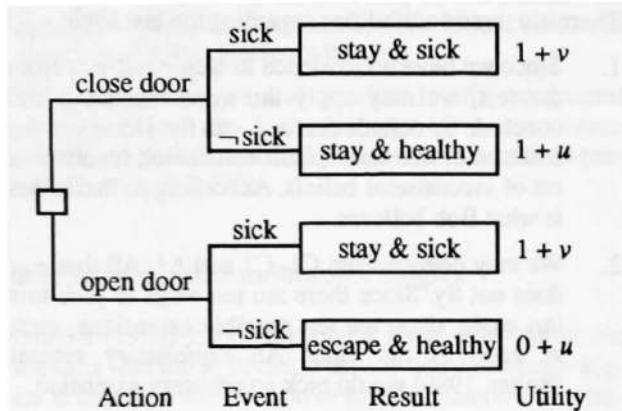 sick
stay & sick 1 + ν
close door
¬sick
stay & healthy 1 + u
sick
stay & sick 1 + ν
open door
¬sick
escape & healthy 0 + u
Action Event Result Utility